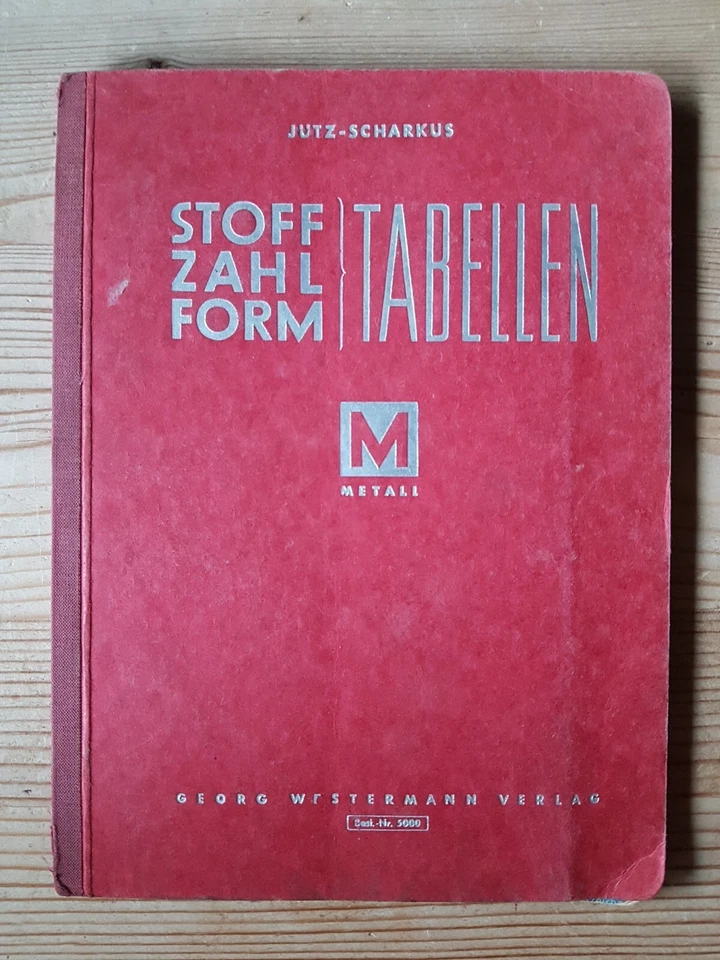 JUTZ-SCHARKUS
STOFF
ZAHL
FORM
TABELLEN
M
METALL
GEORG WESTERMANN VERLAG
Best.-Nr. 5000